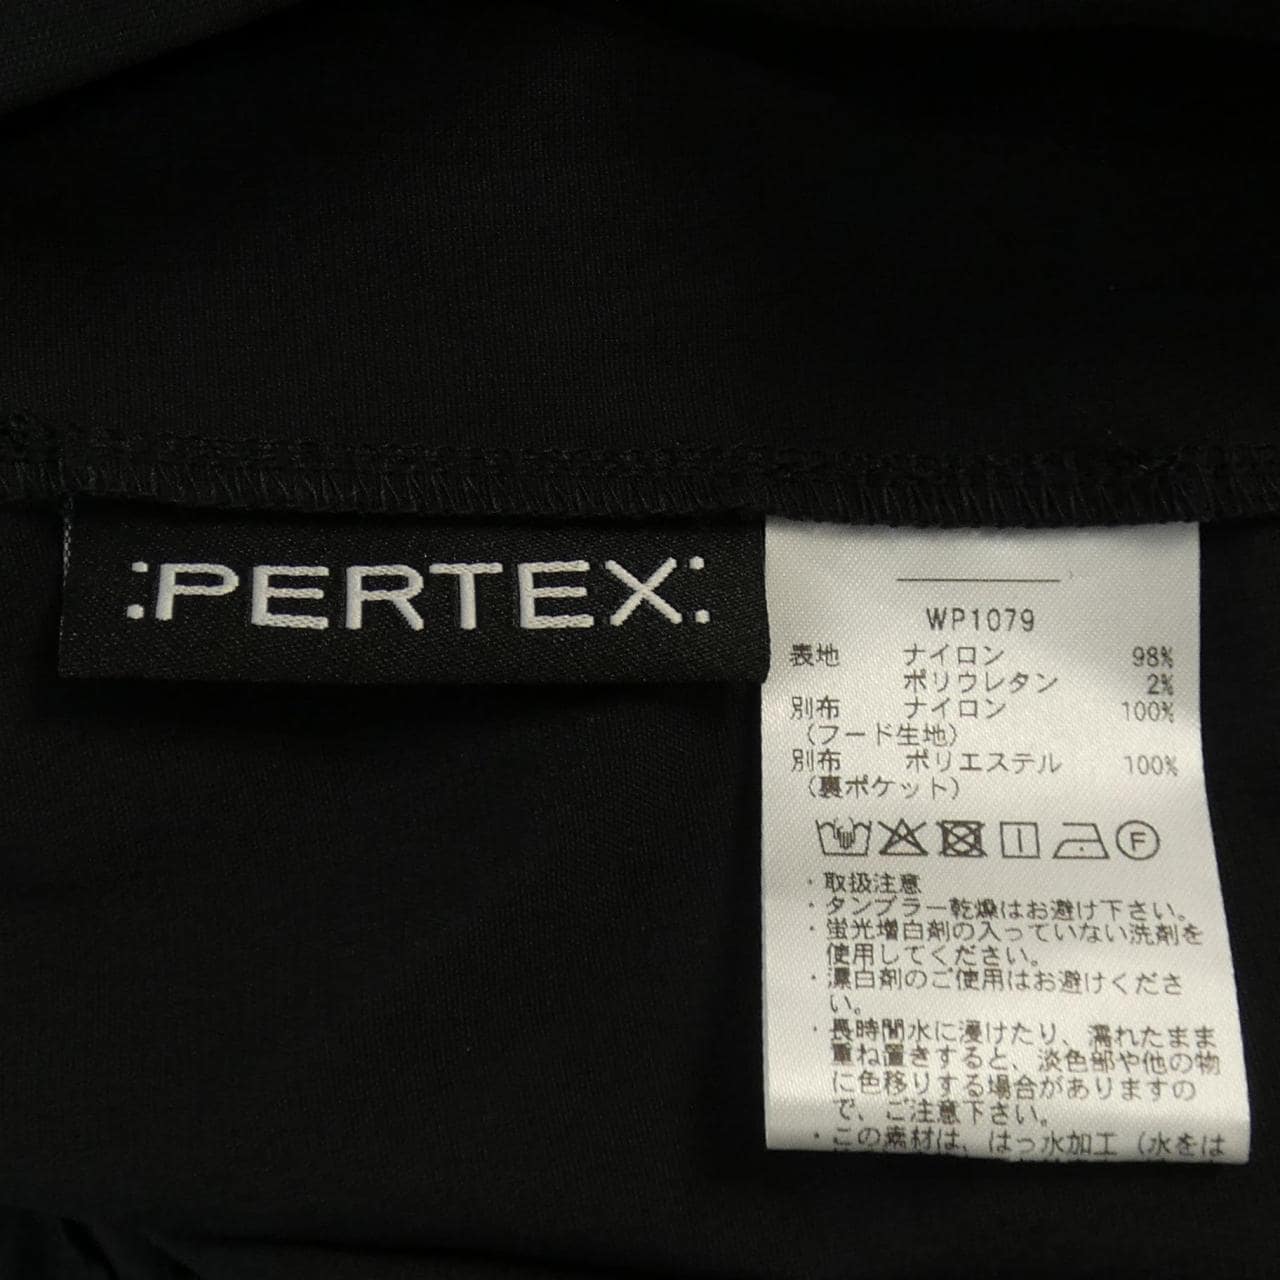 :PERTEX:
WP1079
表地 ナイロン 98%
ポリウレタン 2%
別布 ナイロン 100%
(フード生地)
別布 ポリエステル 100%
(裏ポケット)
F
・取扱注意
・タンブラー乾燥はお避け下さい。
・蛍光増白剤の入っていない洗剤を
使用してください。
・漂白剤のご使用はお避けくださ
い。
・長時間水に浸けたり、濡れたまま
重ね置きすると、淡色部や他の物
に色移りする場合がありますの
で、ご注意下さい。
・この素材は、はっ水加工(水をは